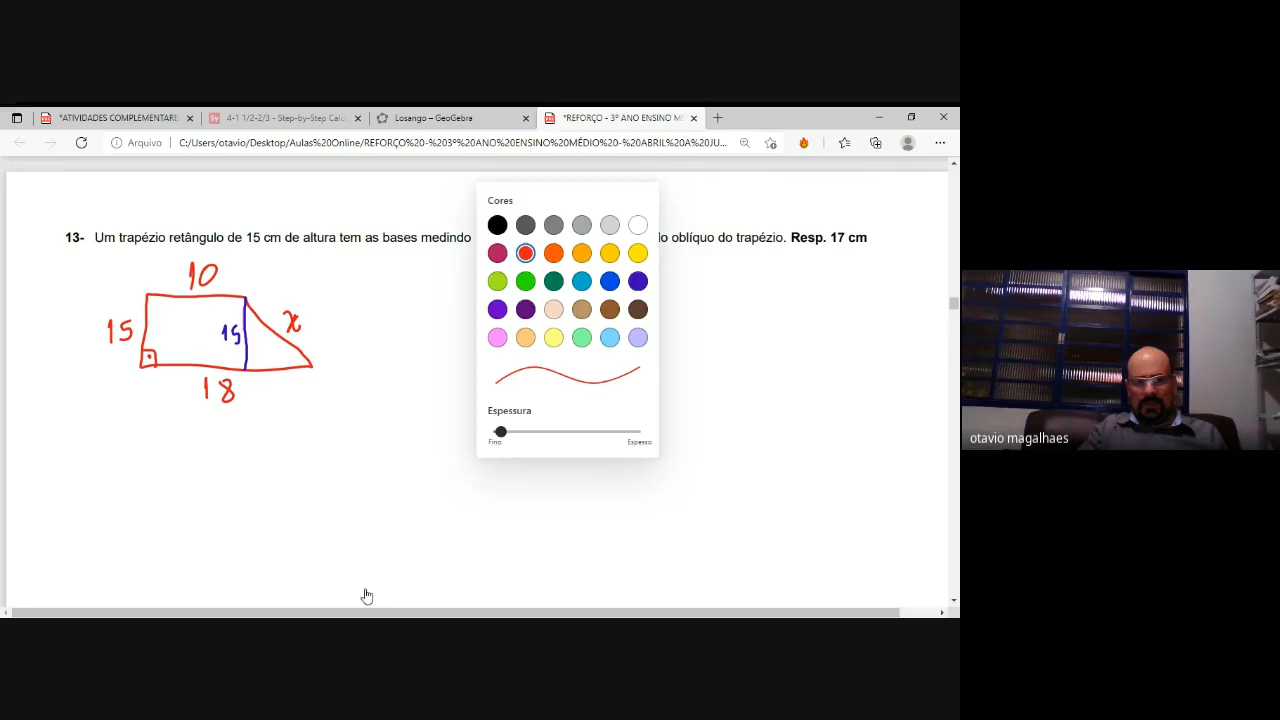 *ATIVIDADES COMPLEMENTARE
Sy 4-1 1/2-2/3 - Step-by-Step Calcu
Losango – GeoGebra
*REFORÇO - 3º ANO ENSINO MÉ
Arquivo
C:/Users/otavio/Desktop/Aulas%20Online/REFORÇO%20-%203º%20ANO%20ENSINO%20MÉDIO%20-%20ABRIL%20A%20JU...
13- Um trapézio retângulo de 15 cm de altura tem as bases medindo
lo oblíquo do trapézio. Resp. 17 cm
10
15
15
x
18
Cores
Espessura
Fino
Espesso
otavio magalhaes